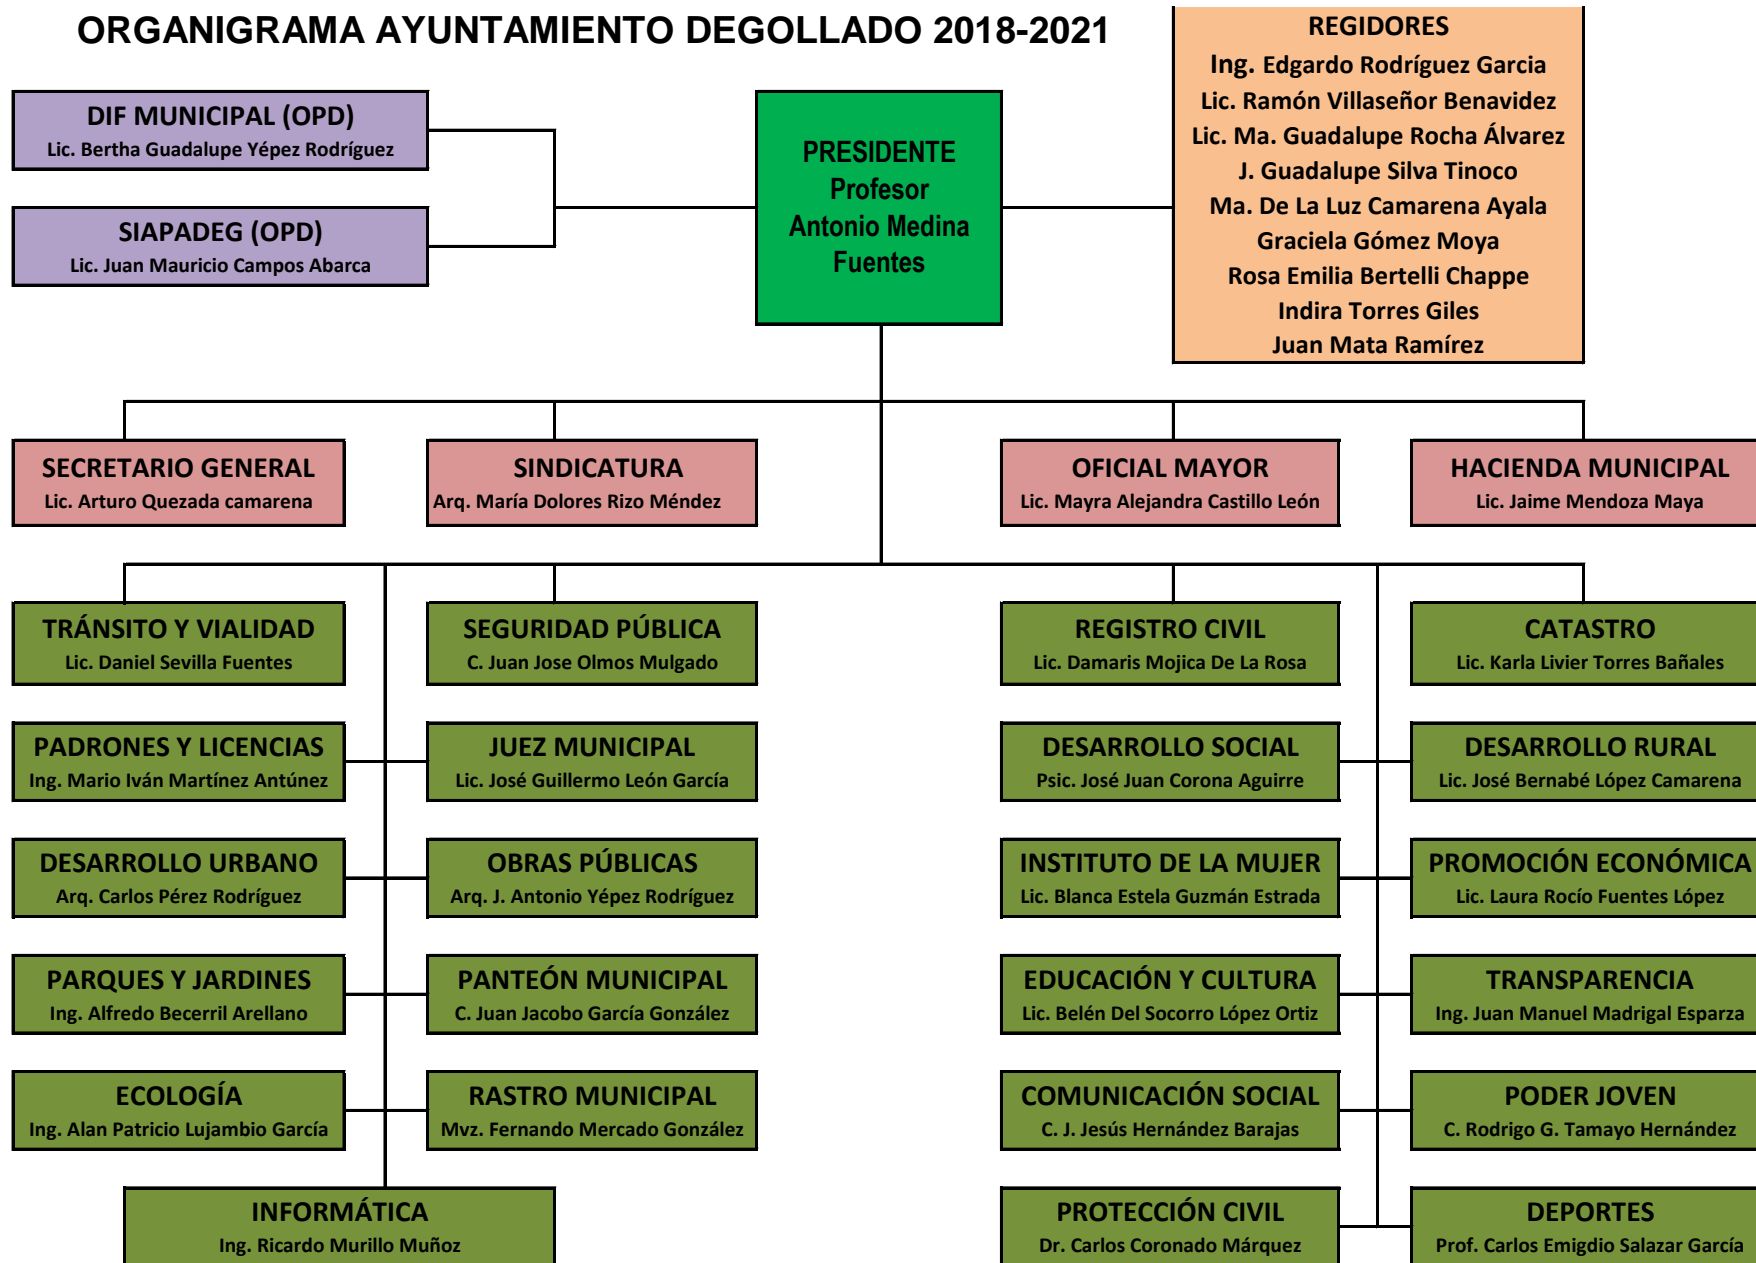 ORGANIGRAMA AYUNTAMIENTO DEGOLLADO 2018-2021
REGIDORES
Ing. Edgardo Rodríguez Garcia
Lic. Ramón Villaseñor Benavidez
Lic. Ma. Guadalupe Rocha Álvarez
J. Guadalupe Silva Tinoco
Ma. De La Luz Camarena Ayala
Graciela Gómez Moya
Rosa Emilia Bertelli Chappe
Indira Torres Giles
Juan Mata Ramírez
DIF MUNICIPAL (OPD)
Lic. Bertha Guadalupe Yépez Rodríguez
SIAPADEG (OPD)
Lic. Juan Mauricio Campos Abarca
PRESIDENTE
Profesor
Antonio Medina
Fuentes
SECRETARIO GENERAL
Lic. Arturo Quezada camarena
SINDICATURA
Arq. María Dolores Rizo Méndez
OFICIAL MAYOR
Lic. Mayra Alejandra Castillo León
HACIENDA MUNICIPAL
Lic. Jaime Mendoza Maya
TRÁNSITO Y VIALIDAD
Lic. Daniel Sevilla Fuentes
SEGURIDAD PÚBLICA
C. Juan Jose Olmos Mulgado
REGISTRO CIVIL
Lic. Damaris Mojica De La Rosa
CATASTRO
Lic. Karla Livier Torres Bañales
PADRONES Y LICENCIAS
Ing. Mario Iván Martínez Antúnez
JUEZ MUNICIPAL
Lic. José Guillermo León García
DESARROLLO SOCIAL
Psic. José Juan Corona Aguirre
DESARROLLO RURAL
Lic. José Bernabé López Camarena
DESARROLLO URBANO
Arq. Carlos Pérez Rodríguez
OBRAS PÚBLICAS
Arq. J. Antonio Yépez Rodríguez
INSTITUTO DE LA MUJER
Lic. Blanca Estela Guzmán Estrada
PROMOCIÓN ECONÓMICA
Lic. Laura Rocío Fuentes López
PARQUES Y JARDINES
Ing. Alfredo Becerril Arellano
PANTEÓN MUNICIPAL
C. Juan Jacobo García González
EDUCACIÓN Y CULTURA
Lic. Belén Del Socorro López Ortiz
TRANSPARENCIA
Ing. Juan Manuel Madrigal Esparza
ECOLOGÍA
Ing. Alan Patricio Lujambio García
RASTRO MUNICIPAL
Mvz. Fernando Mercado González
COMUNICACIÓN SOCIAL
C. J. Jesús Hernández Barajas
PODER JOVEN
C. Rodrigo G. Tamayo Hernández
INFORMÁTICA
Ing. Ricardo Murillo Muñoz
PROTECCIÓN CIVIL
Dr. Carlos Coronado Márquez
DEPORTES
Prof. Carlos Emigdio Salazar García